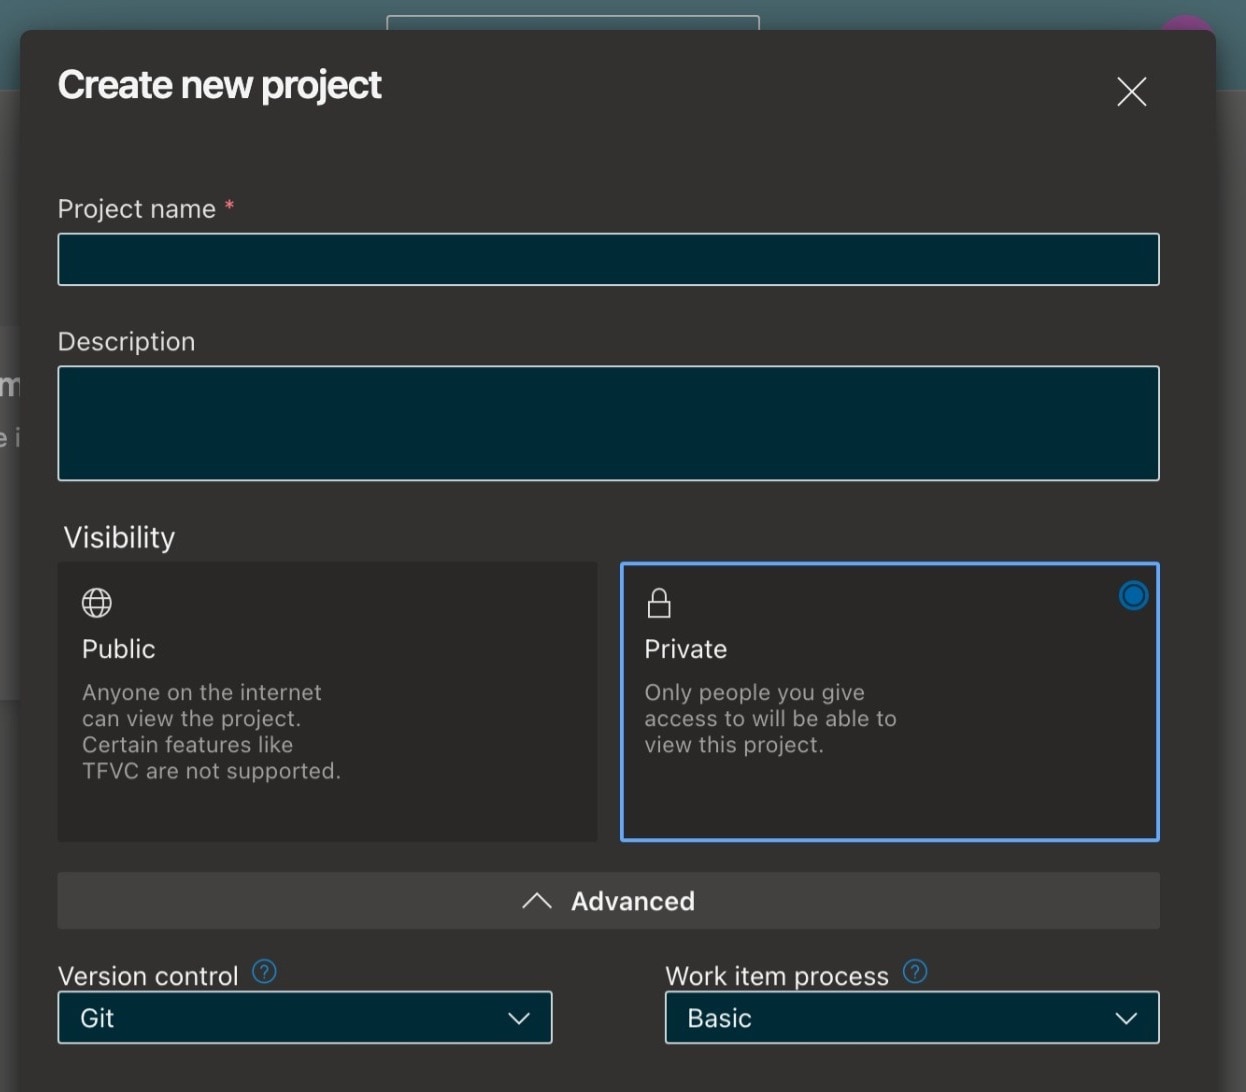 Create new project
Project name *
Description
m
e i
Visibility
Public
Anyone on the internet
can view the project.
Certain features like
TFVC are not supported.
Private
Only people you give
access to will be able to
view this project.
Advanced
Version control ?
Work item process ?
Git
Basic